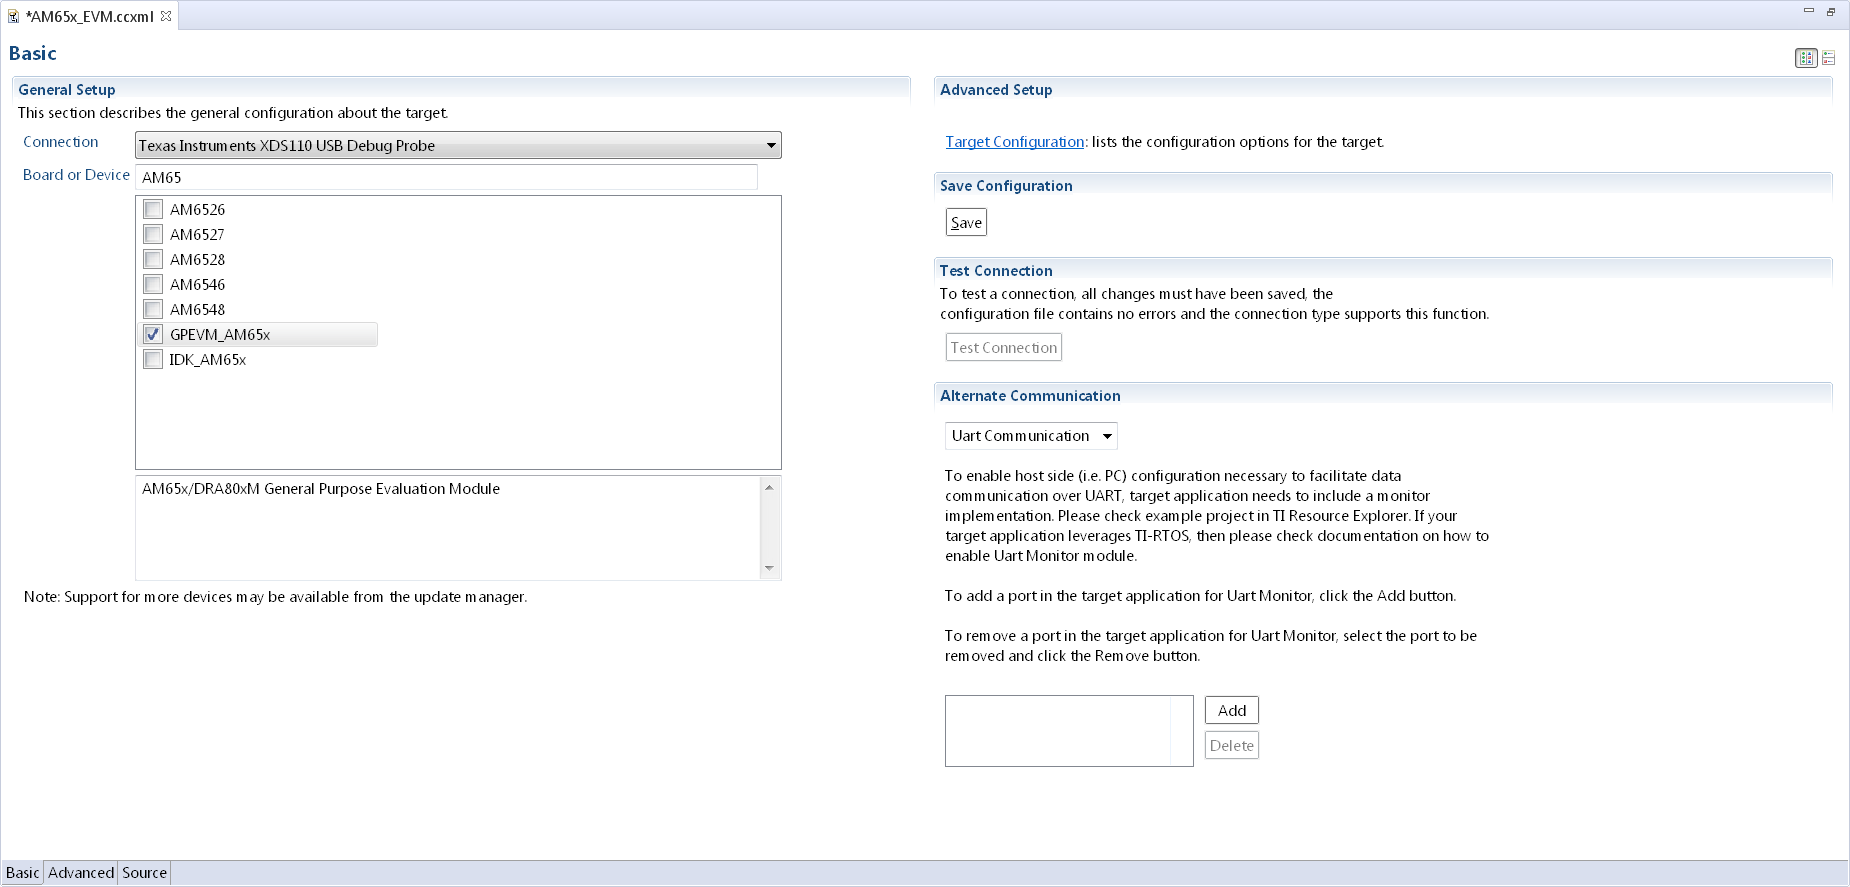 *AM65x_EVM.ccxml
Basic
General Setup
This section describes the general configuration about the target.
Connection
Texas Instruments XDS110 USB Debug Probe
Board or Device
AM65
AM6526
AM6527
AM6528
AM6546
AM6548
GPEVM_AM65x
IDK_AM65x
AM65x/DRA80xM General Purpose Evaluation Module
Note: Support for more devices may be available from the update manager.
Advanced Setup
Target Configuration: lists the configuration options for the target.
Save Configuration
Save
Test Connection
To test a connection, all changes must have been saved, the
configuration file contains no errors and the connection type supports this function.
Test Connection
Alternate Communication
Uart Communication
To enable host side (i.e. PC) configuration necessary to facilitate data
communication over UART, target application needs to include a monitor
implementation. Please check example project in TI Resource Explorer. If your
target application leverages TI-RTOS, then please check documentation on how to
enable Uart Monitor module.
To add a port in the target application for Uart Monitor, click the Add button.
To remove a port in the target application for Uart Monitor, select the port to be
removed and click the Remove button.
Add
Delete
Basic
Advanced
Source